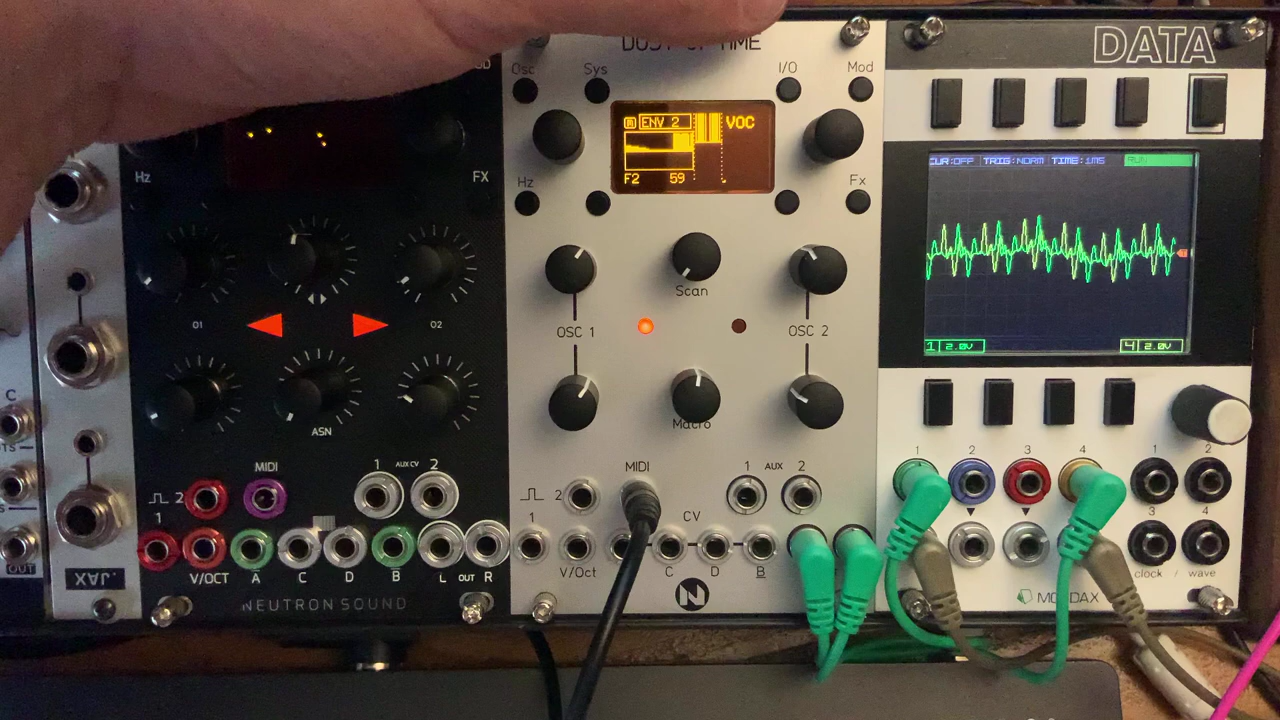 DATA
Osc
Sys
I/O
Mod
ENV 2
VOC
F2 59
Hz
FX
Hz
Fx
CUR:OFF TRIG:NORM TIME:1MS RUN
1 2.0V
4 2.0V
Scan
O1
O2
OSC 1
OSC 2
Macro
ASN
C
MIDI
1 AUX CV 2
2
1
V/OCT A C D B L OUT R
NEUTRON SOUND
OUT
JAX.
MIDI
1 AUX 2
2
1
CV
V/Oct
C
D
B
N
1 2 3 4
1 2
3 4
clock / wave